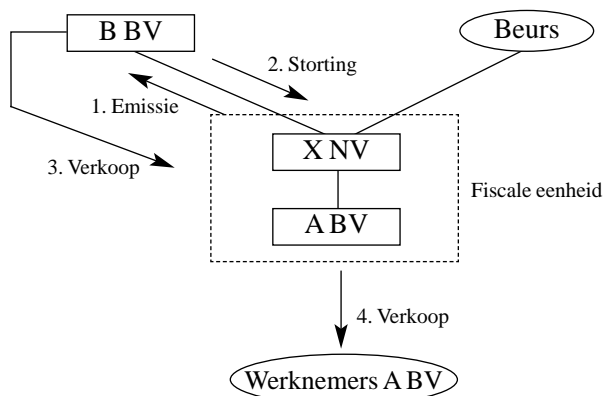 B BV
Beurs
2. Storting
1. Emissie
X NV
3. Verkoop
Fiscale eenheid
A BV
4. Verkoop
Werknemers A BV